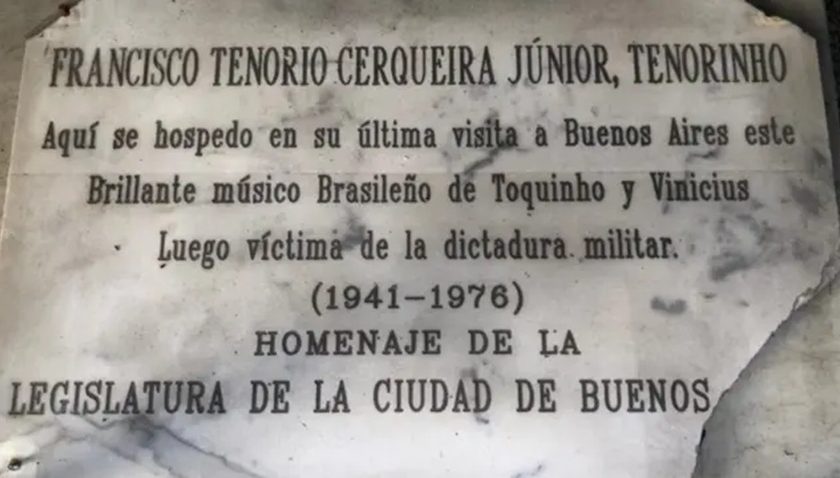 FRANCISCO TENORIO CERQUEIRA JÚNIOR, TENORINHO
Aquí se hospedo en su última visita a Buenos Aires este
Brillante músico Brasileño de Toquinho y Vinicius
Luego víctima de la dictadura militar.
(1941-1976)
HOMENAJE DE LA
LEGISLATURA DE LA CIUDAD DE BUENOS